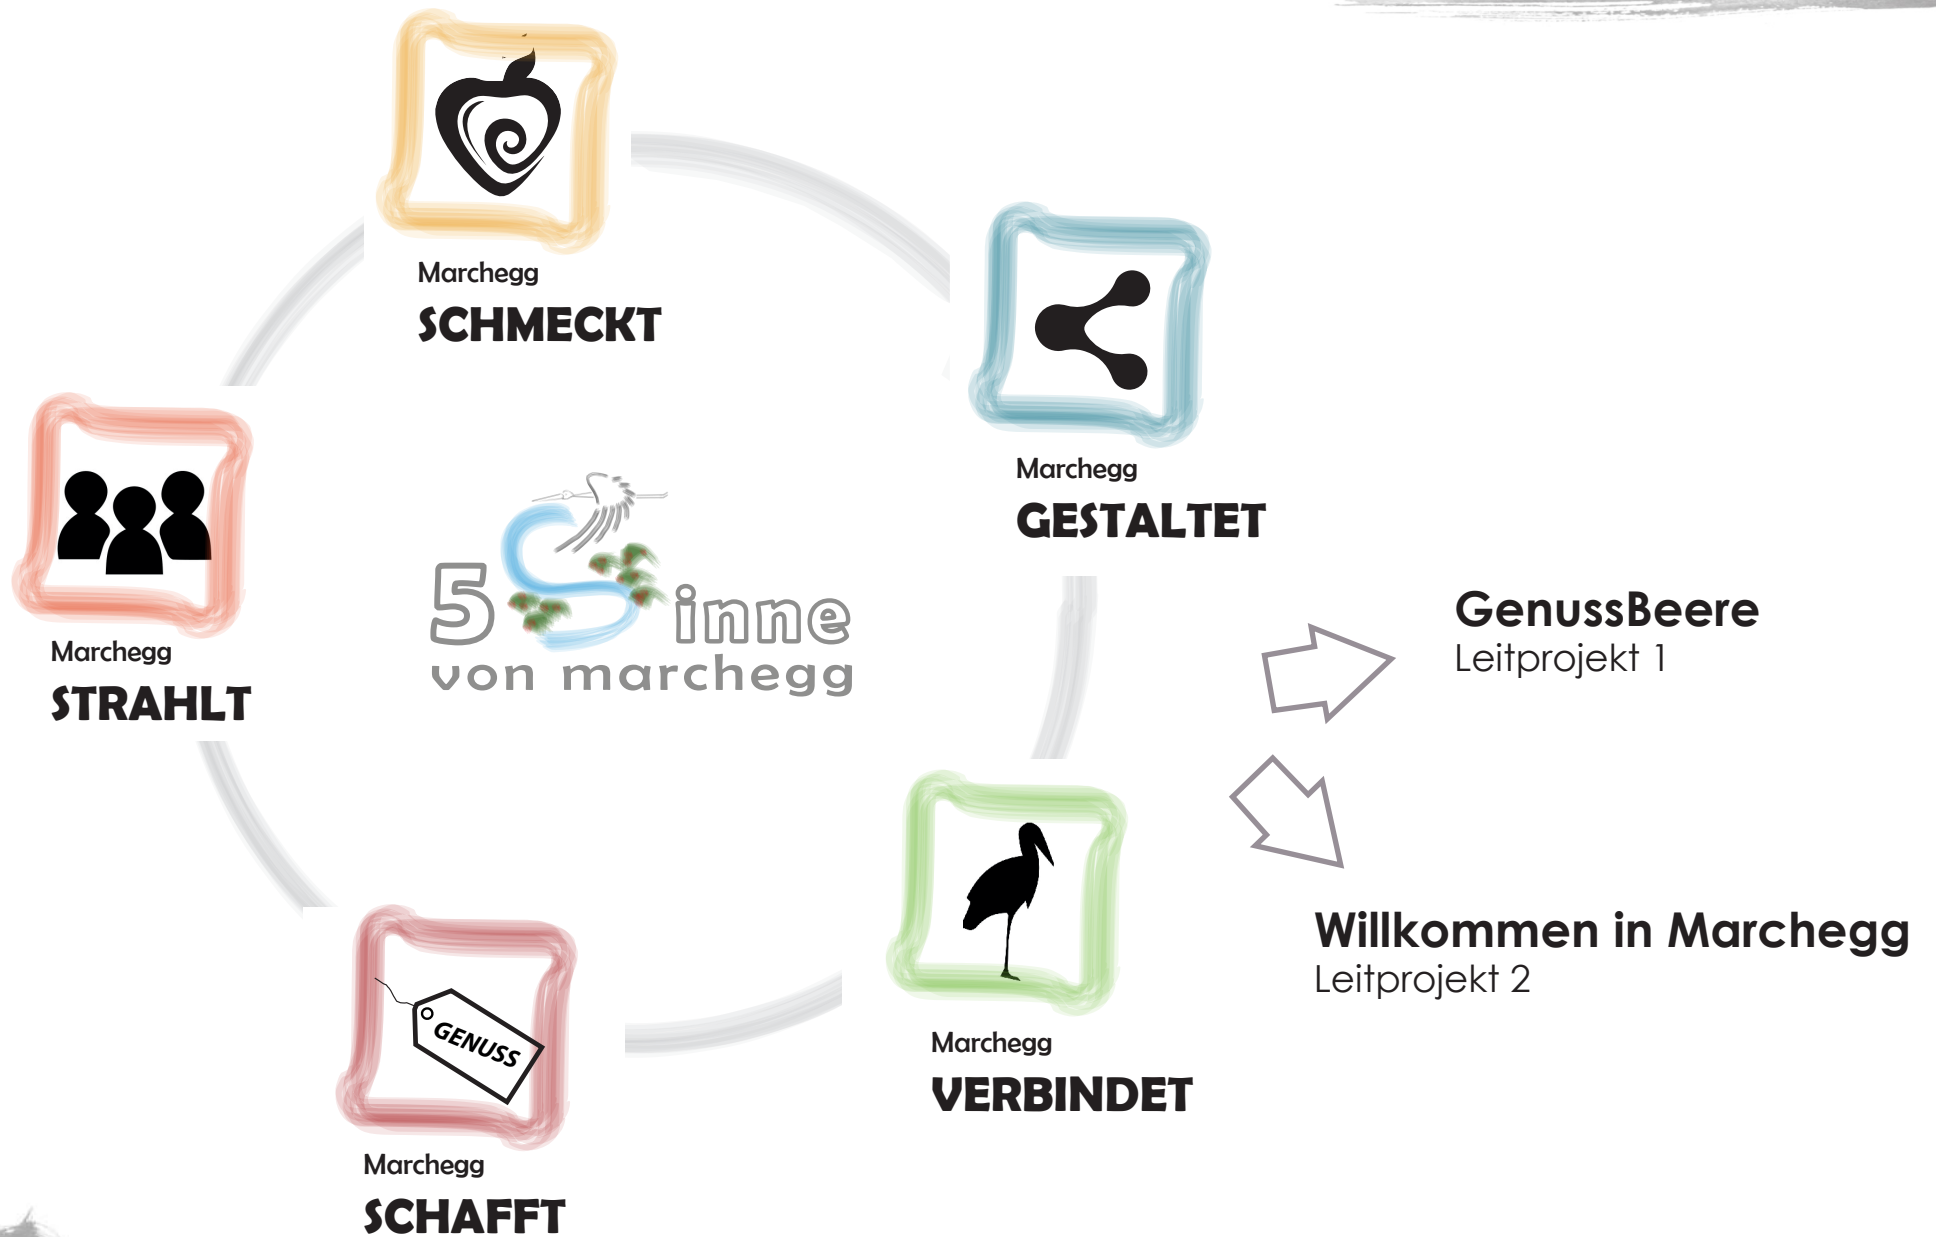 Marchegg
SCHMECKT
Marchegg
GESTALTET
Marchegg
STRAHLT
5 Sinne
von marchegg
GenussBeere
Leitprojekt 1
Willkommen in Marchegg
Leitprojekt 2
Marchegg
VERBINDET
GENUSS
Marchegg
SCHAFFT